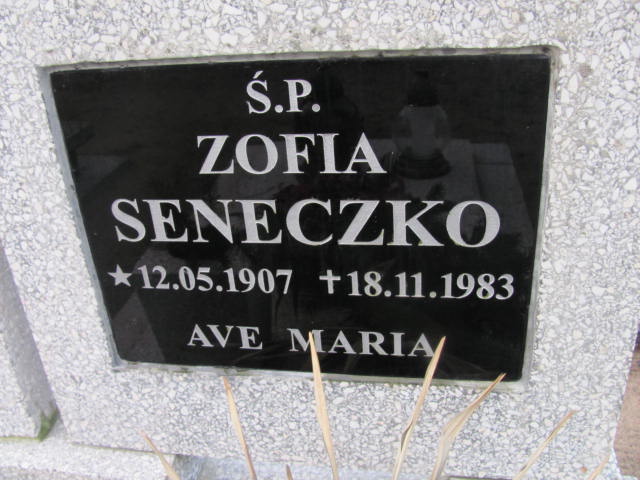 Ś.P.
ZOFIA
SENECZKO
★12.05.1907 ✝18.11.1983
AVE MARIA